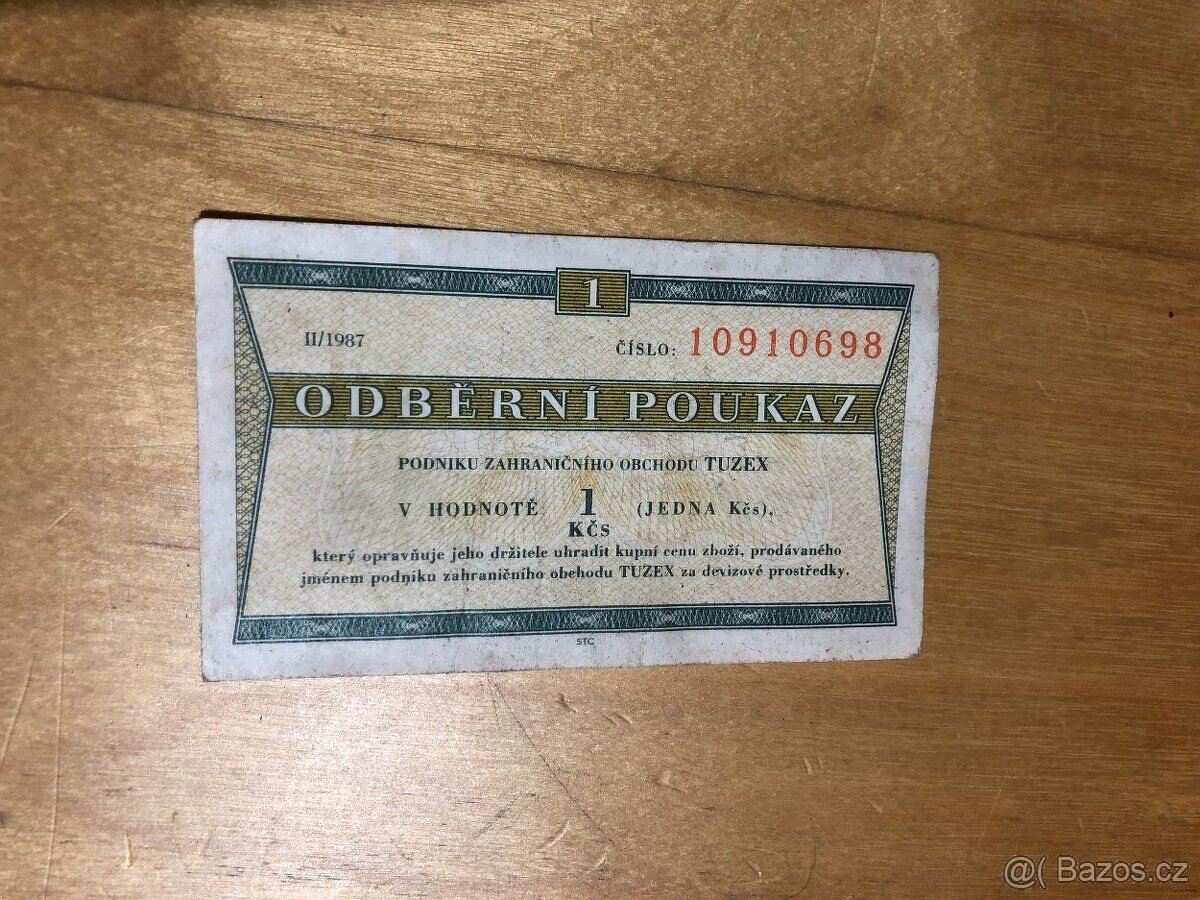 1
II/1987 ČÍSLO: 10910698
ODBĚRNÍ POUKAZ
PODNIKU ZAHRANIČNÍHO OBCHODU TUZEX
V HODNOTĚ 1 (JEDNA Kčs),
KČS
který opravňuje jeho držitele uhradit kupní cenu zboží, prodávaného
jménem podniku zahraničního obchodu TUZEX za devizové prostředky.
STC
@( Bazos.cz